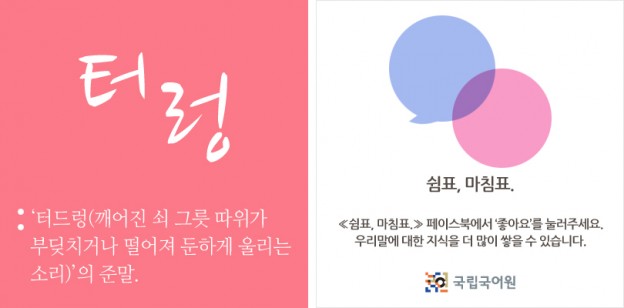 터
렁
: '터드렁(깨어진 쇠 그릇 따위가
부딪치거나 떨어져 둔하게 울리는
소리)'의 준말.
쉼표, 마침표.
≪쉼표, 마침표.≫ 페이스북에서 '좋아요'를 눌러주세요.
우리말에 대한 지식을 더 많이 쌓을 수 있습니다.
국립국어원